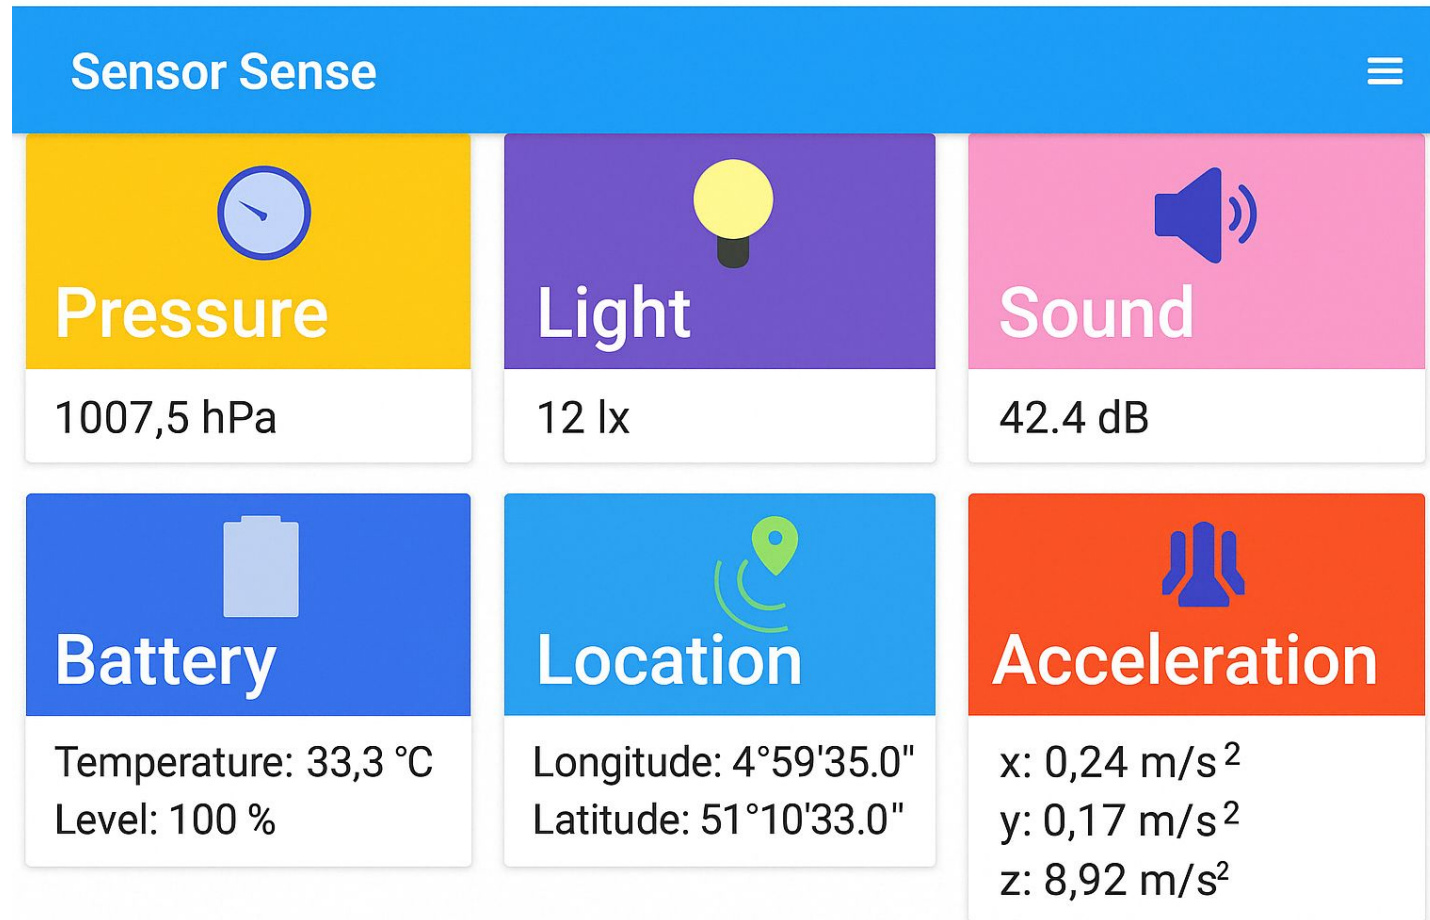 Sensor Sense
Pressure
1007,5 hPa
Light
12 lx
Sound
42.4 dB
Battery
Temperature: 33,3 °C
Level: 100 %
Location
Longitude: 4°59'35.0"
Latitude: 51°10'33.0"
Acceleration
x: 0,24 m/s²
y: 0,17 m/s²
z: 8,92 m/s²